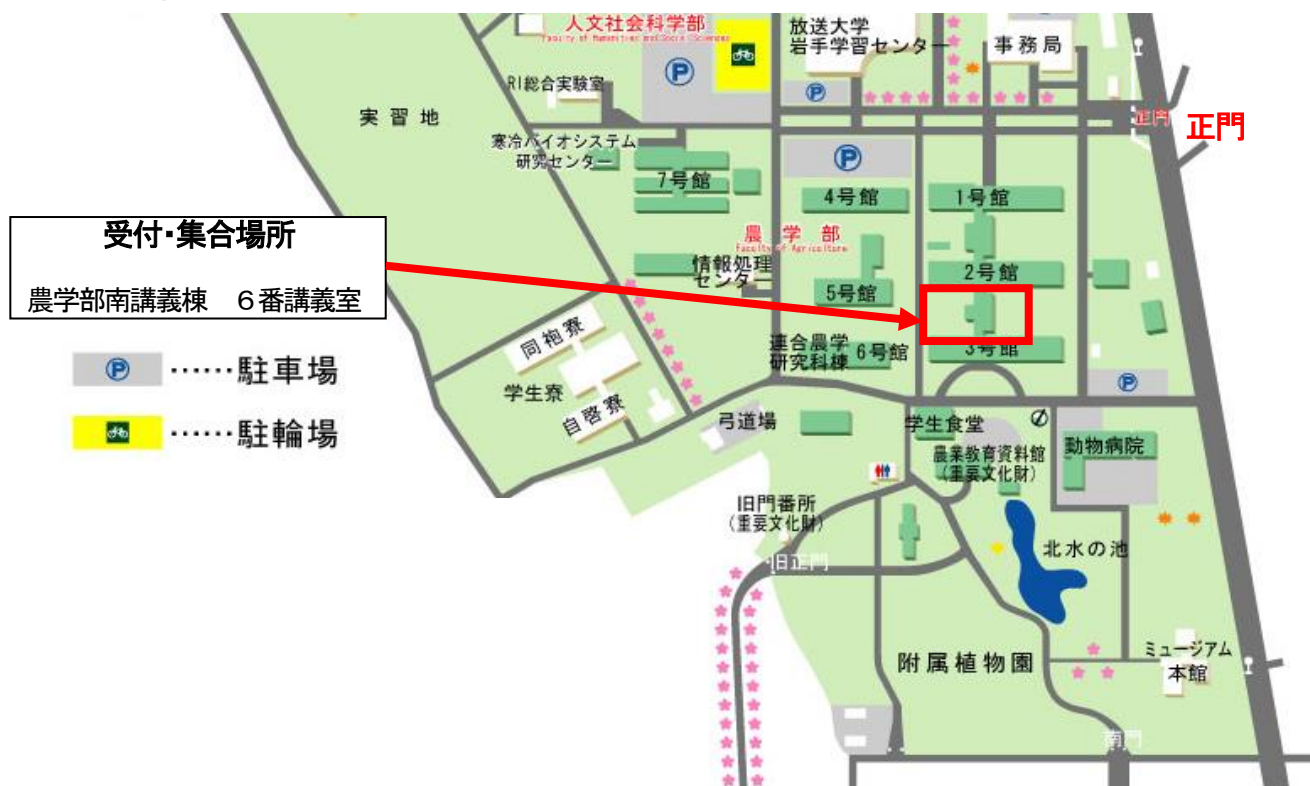 人文社会科学部
Faculty of Humanities and Social Sciences
放送大学
岩手学習センター
事務局
P
RI総合実験室
P
実習地
正門
正門
寒冷バイオシステム
研究センター
P
7号館
4号館
1号館
受付・集合場所
農学部南講義棟 6番講義室
農学部
Faculty of Agriculture
情報処理
センター
2号館
5号館
同袍寮
連合農学
研究科棟
6号館
3号館
P
……駐車場
P
学生寮
自啓寮
……駐輪場
弓道場
学生食堂
農業教育資料館
(重要文化財)
動物病院
旧門番所
(重要文化財)
北水の池
旧正門
附属植物園
ミュージアム
本館
南門